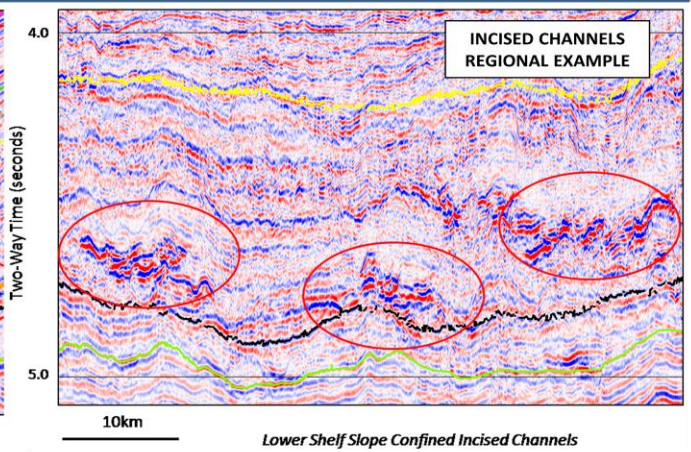 INCISED CHANNELS
REGIONAL EXAMPLE
4.0
Two-Way Time (seconds)
5.0
10km
Lower Shelf Slope Confined Incised Channels